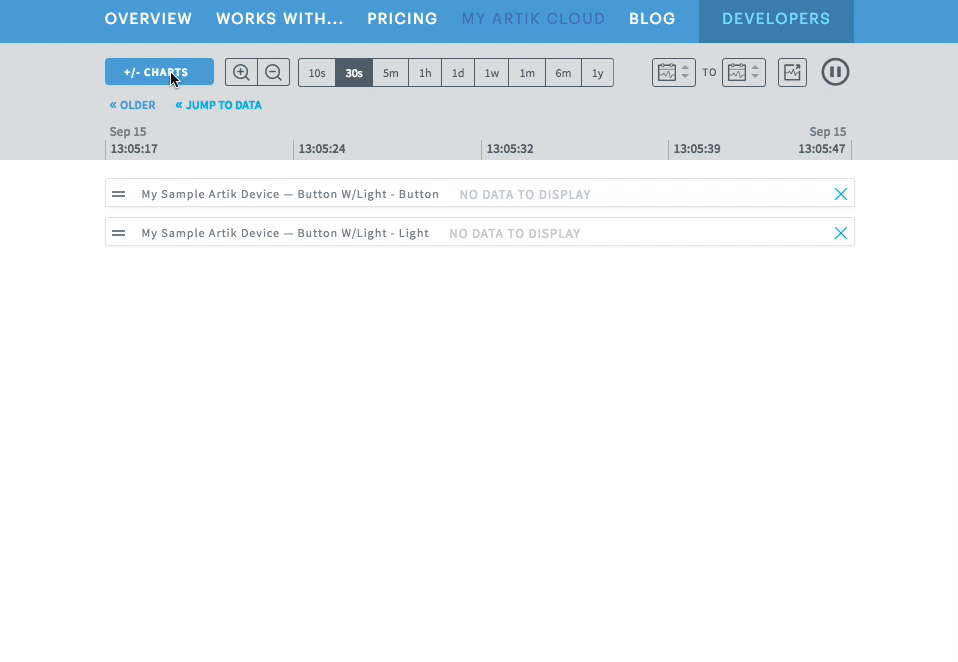 OVERVIEW WORKS WITH... PRICING MY ARTIK CLOUD BLOG DEVELOPERS
+/- CHARTS 10s 30s 5m 1h 1d 1w 1m 6m 1y TO
« OLDER « JUMP TO DATA
Sep 15 Sep 15
13:05:17 13:05:24 13:05:32 13:05:39 13:05:47
My Sample Artik Device — Button W/Light - Button NO DATA TO DISPLAY
My Sample Artik Device — Button W/Light - Light NO DATA TO DISPLAY